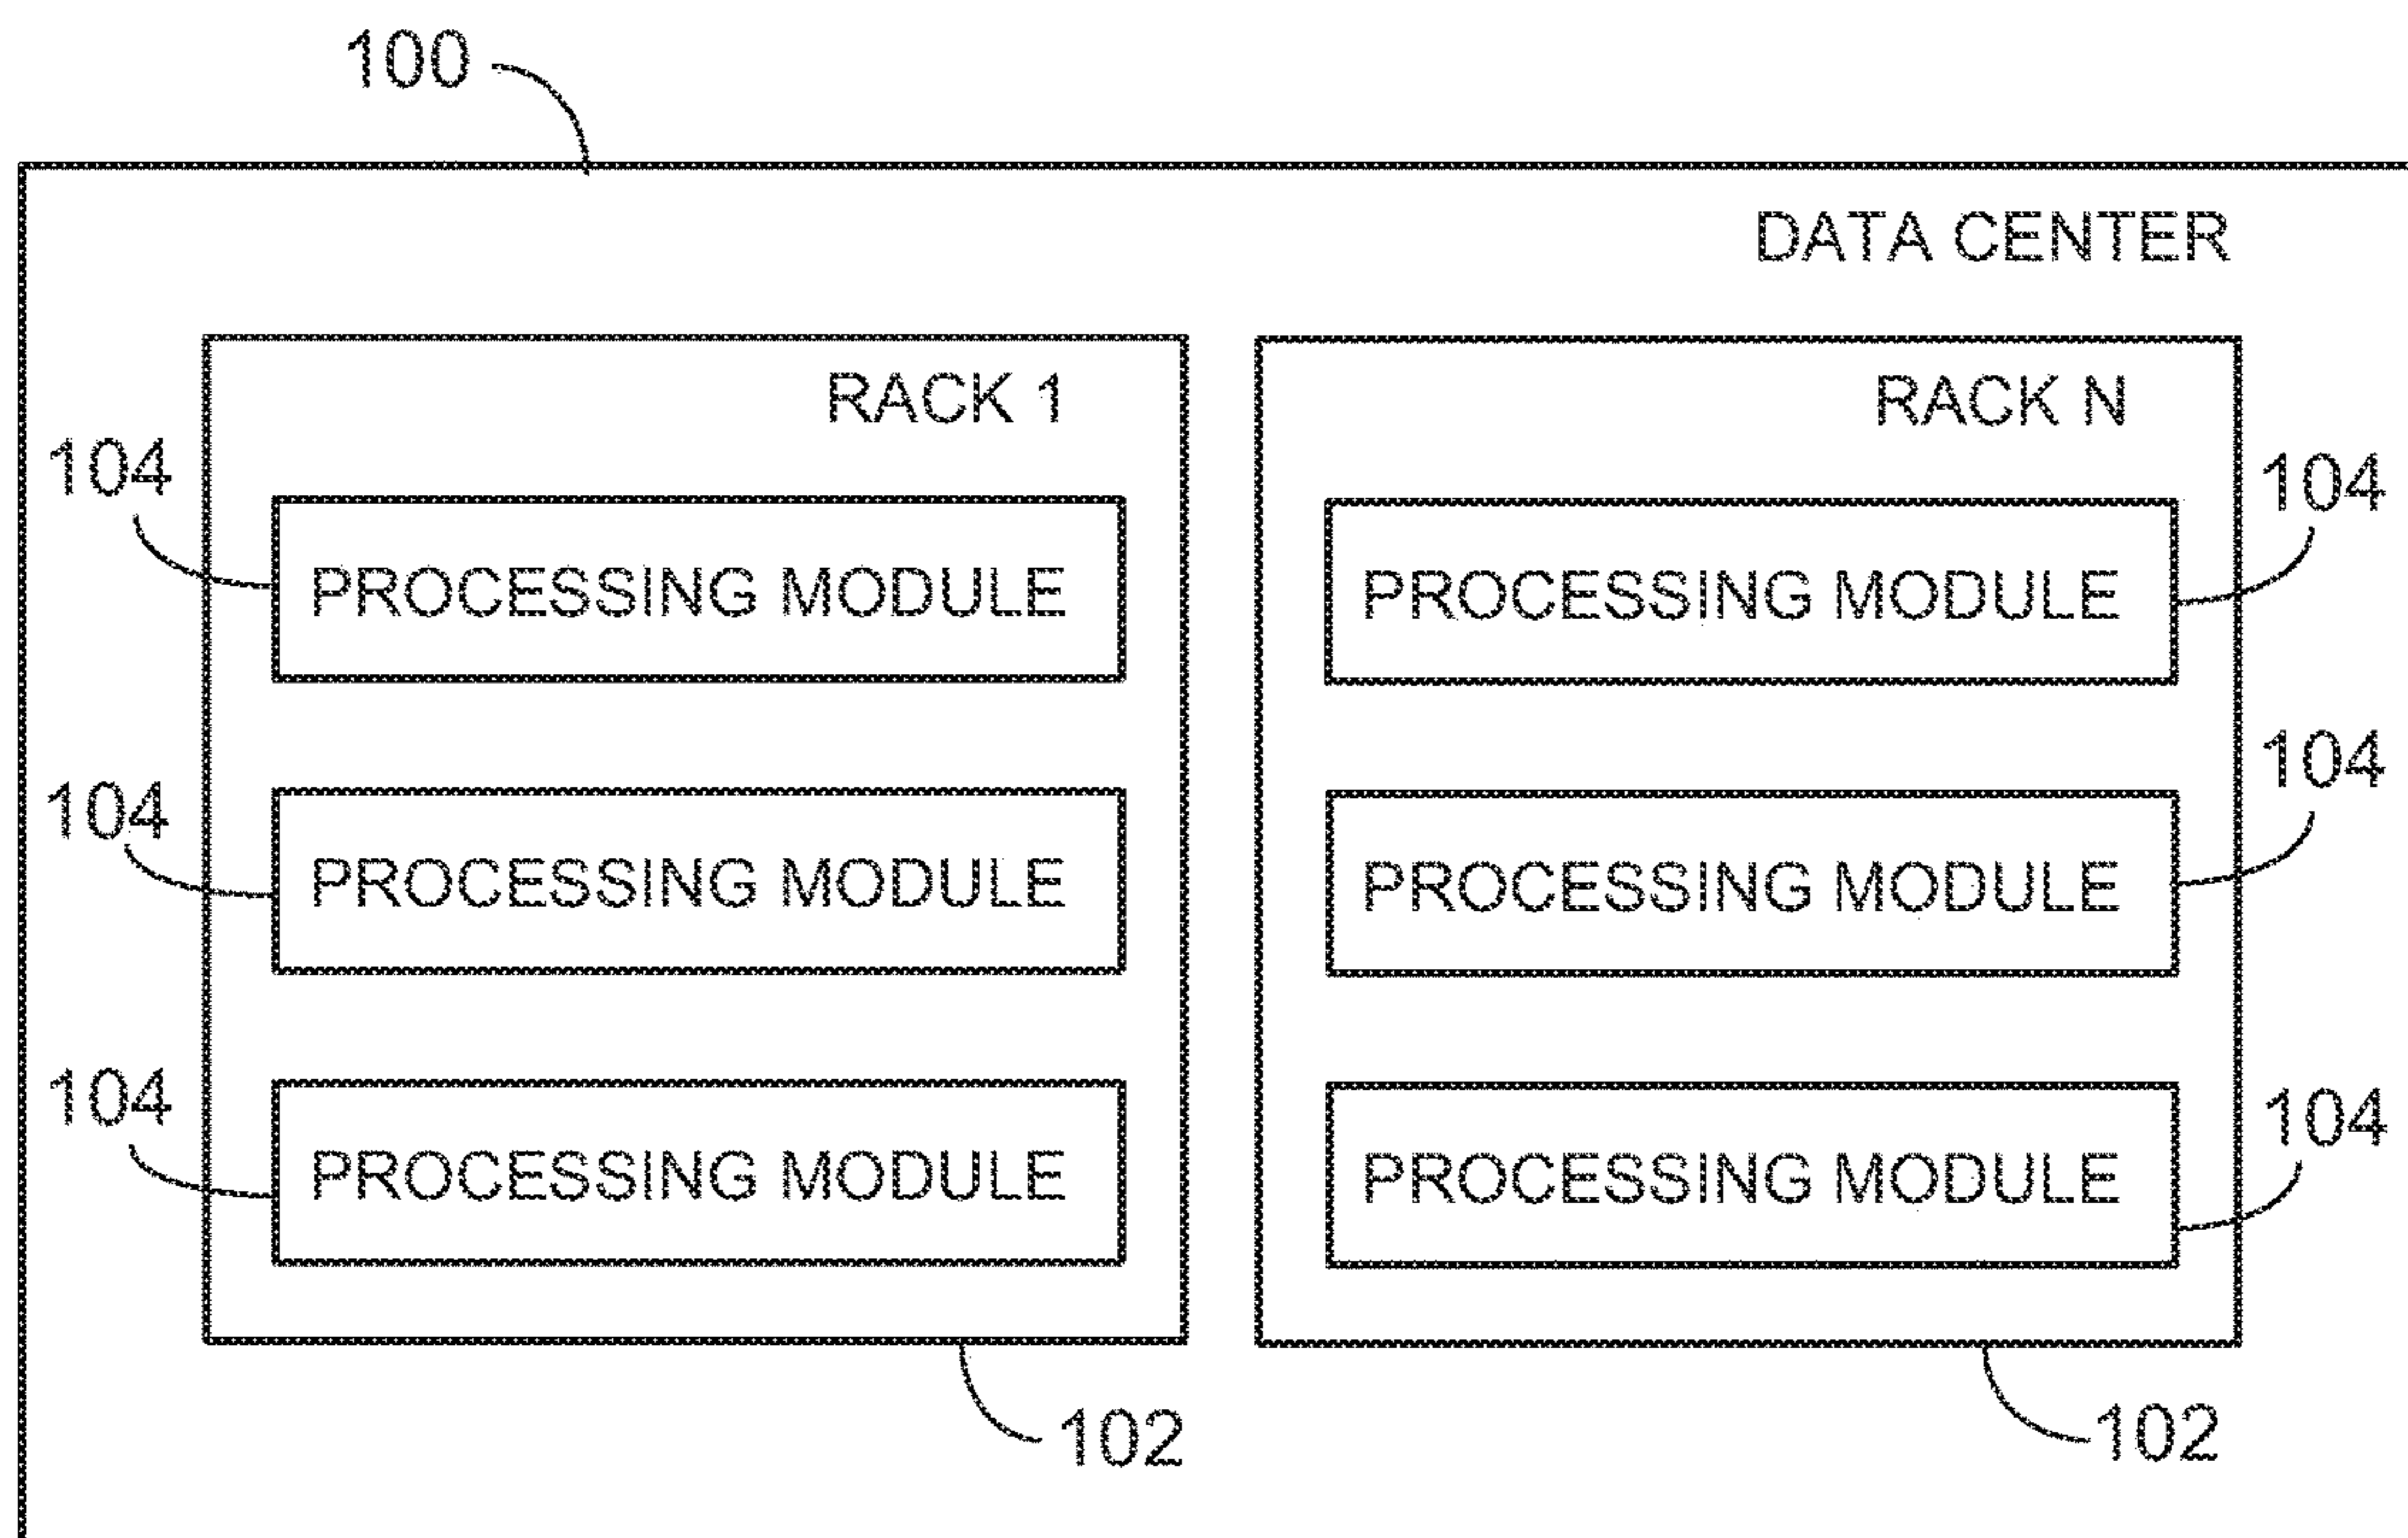 100
DATA CENTER
RACK 1
RACK N
104
104
PROCESSING MODULE
PROCESSING MODULE
104
104
PROCESSING MODULE
PROCESSING MODULE
104
104
PROCESSING MODULE
PROCESSING MODULE
102
102